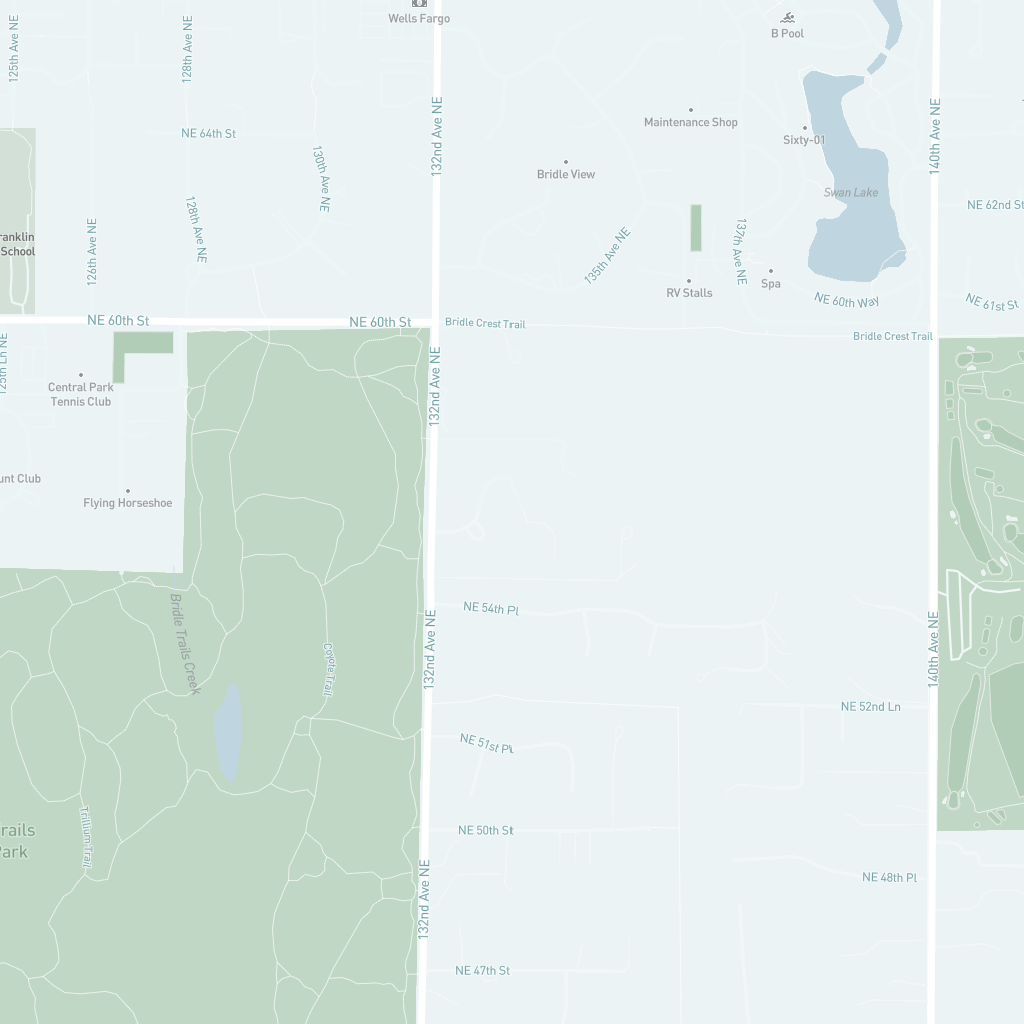 125th Ave NE
128th Ave NE
Wells Fargo
B Pool
132nd Ave NE
140th Ave NE
NE 64th St
Maintenance Shop
Sixty-01
130th Ave NE
Bridle View
Swan Lake
NE 62nd St
128th Ave NE
126th Ave NE
ranklin
School
135th Ave NE
137th Ave NE
Spa
RV Stalls
NE 60th Way
NE 61st St
NE 60th St
NE 60th St
Bridle Crest Trail
Bridle Crest Trail
125th Ln NE
132nd Ave NE
Central Park
Tennis Club
unt Club
Flying Horseshoe
Bridle Trails Creek
NE 54th Pl
132nd Ave NE
140th Ave NE
Coyote Trail
NE 52nd Ln
NE 51st Pl
Trillium Trail
rails
Park
NE 50th St
NE 48th Pl
132nd Ave NE
NE 47th St